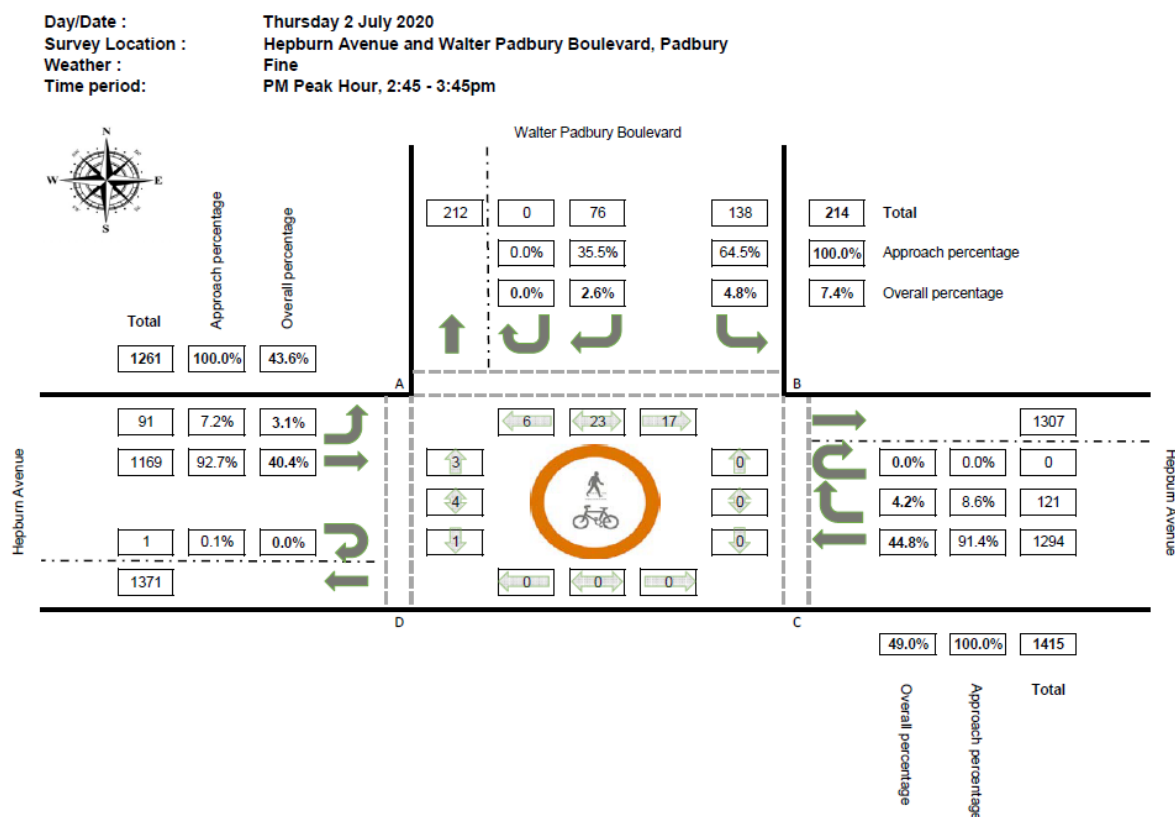 Day/Date : Thursday 2 July 2020
Survey Location : Hepburn Avenue and Walter Padbury Boulevard, Padbury
Weather : Fine
Time period: PM Peak Hour, 2:45 - 3:45pm
N
W E
S
Walter Padbury Boulevard
212 0 76 138 214 Total
0.0% 35.5% 64.5% 100.0% Approach percentage
0.0% 2.6% 4.8% 7.4% Overall percentage
Total Approach percentage Overall percentage
1261 100.0% 43.6%
A B
91 7.2% 3.1% 6 23 17 1307
1169 92.7% 40.4% 3 0 0.0% 0.0% 0
4 0 4.2% 8.6% 121
1 0.1% 0.0% 1 0 44.8% 91.4% 1294
1371 0 0 0
Hepburn Avenue
Hepburn Avenue
D C
49.0% 100.0% 1415
Overall percentage Approach percentage Total